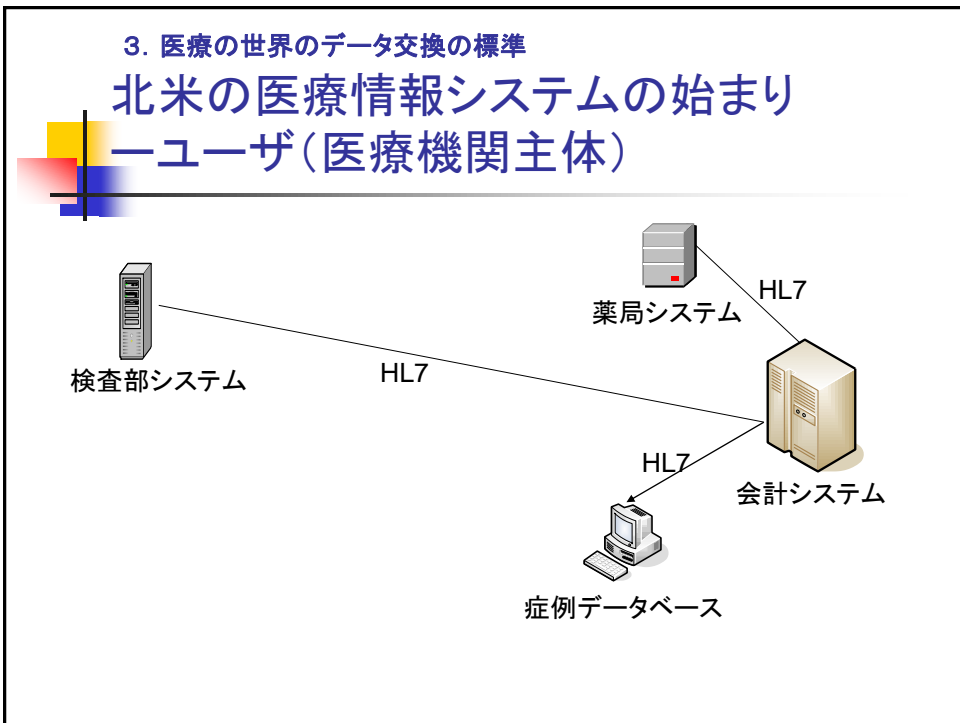 3．医療の世界のデータ交換の標準
北米の医療情報システムの始まり
ーユーザ（医療機関主体）
HL7
薬局システム
検査部システム
HL7
HL7
会計システム
症例データベース